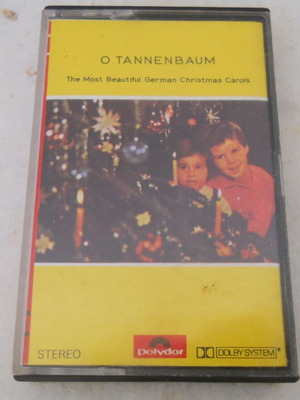 O TANNENBAUM
The Most Beautiful German Christmas Carols
STEREO
polydor
DOLBY SYSTEM